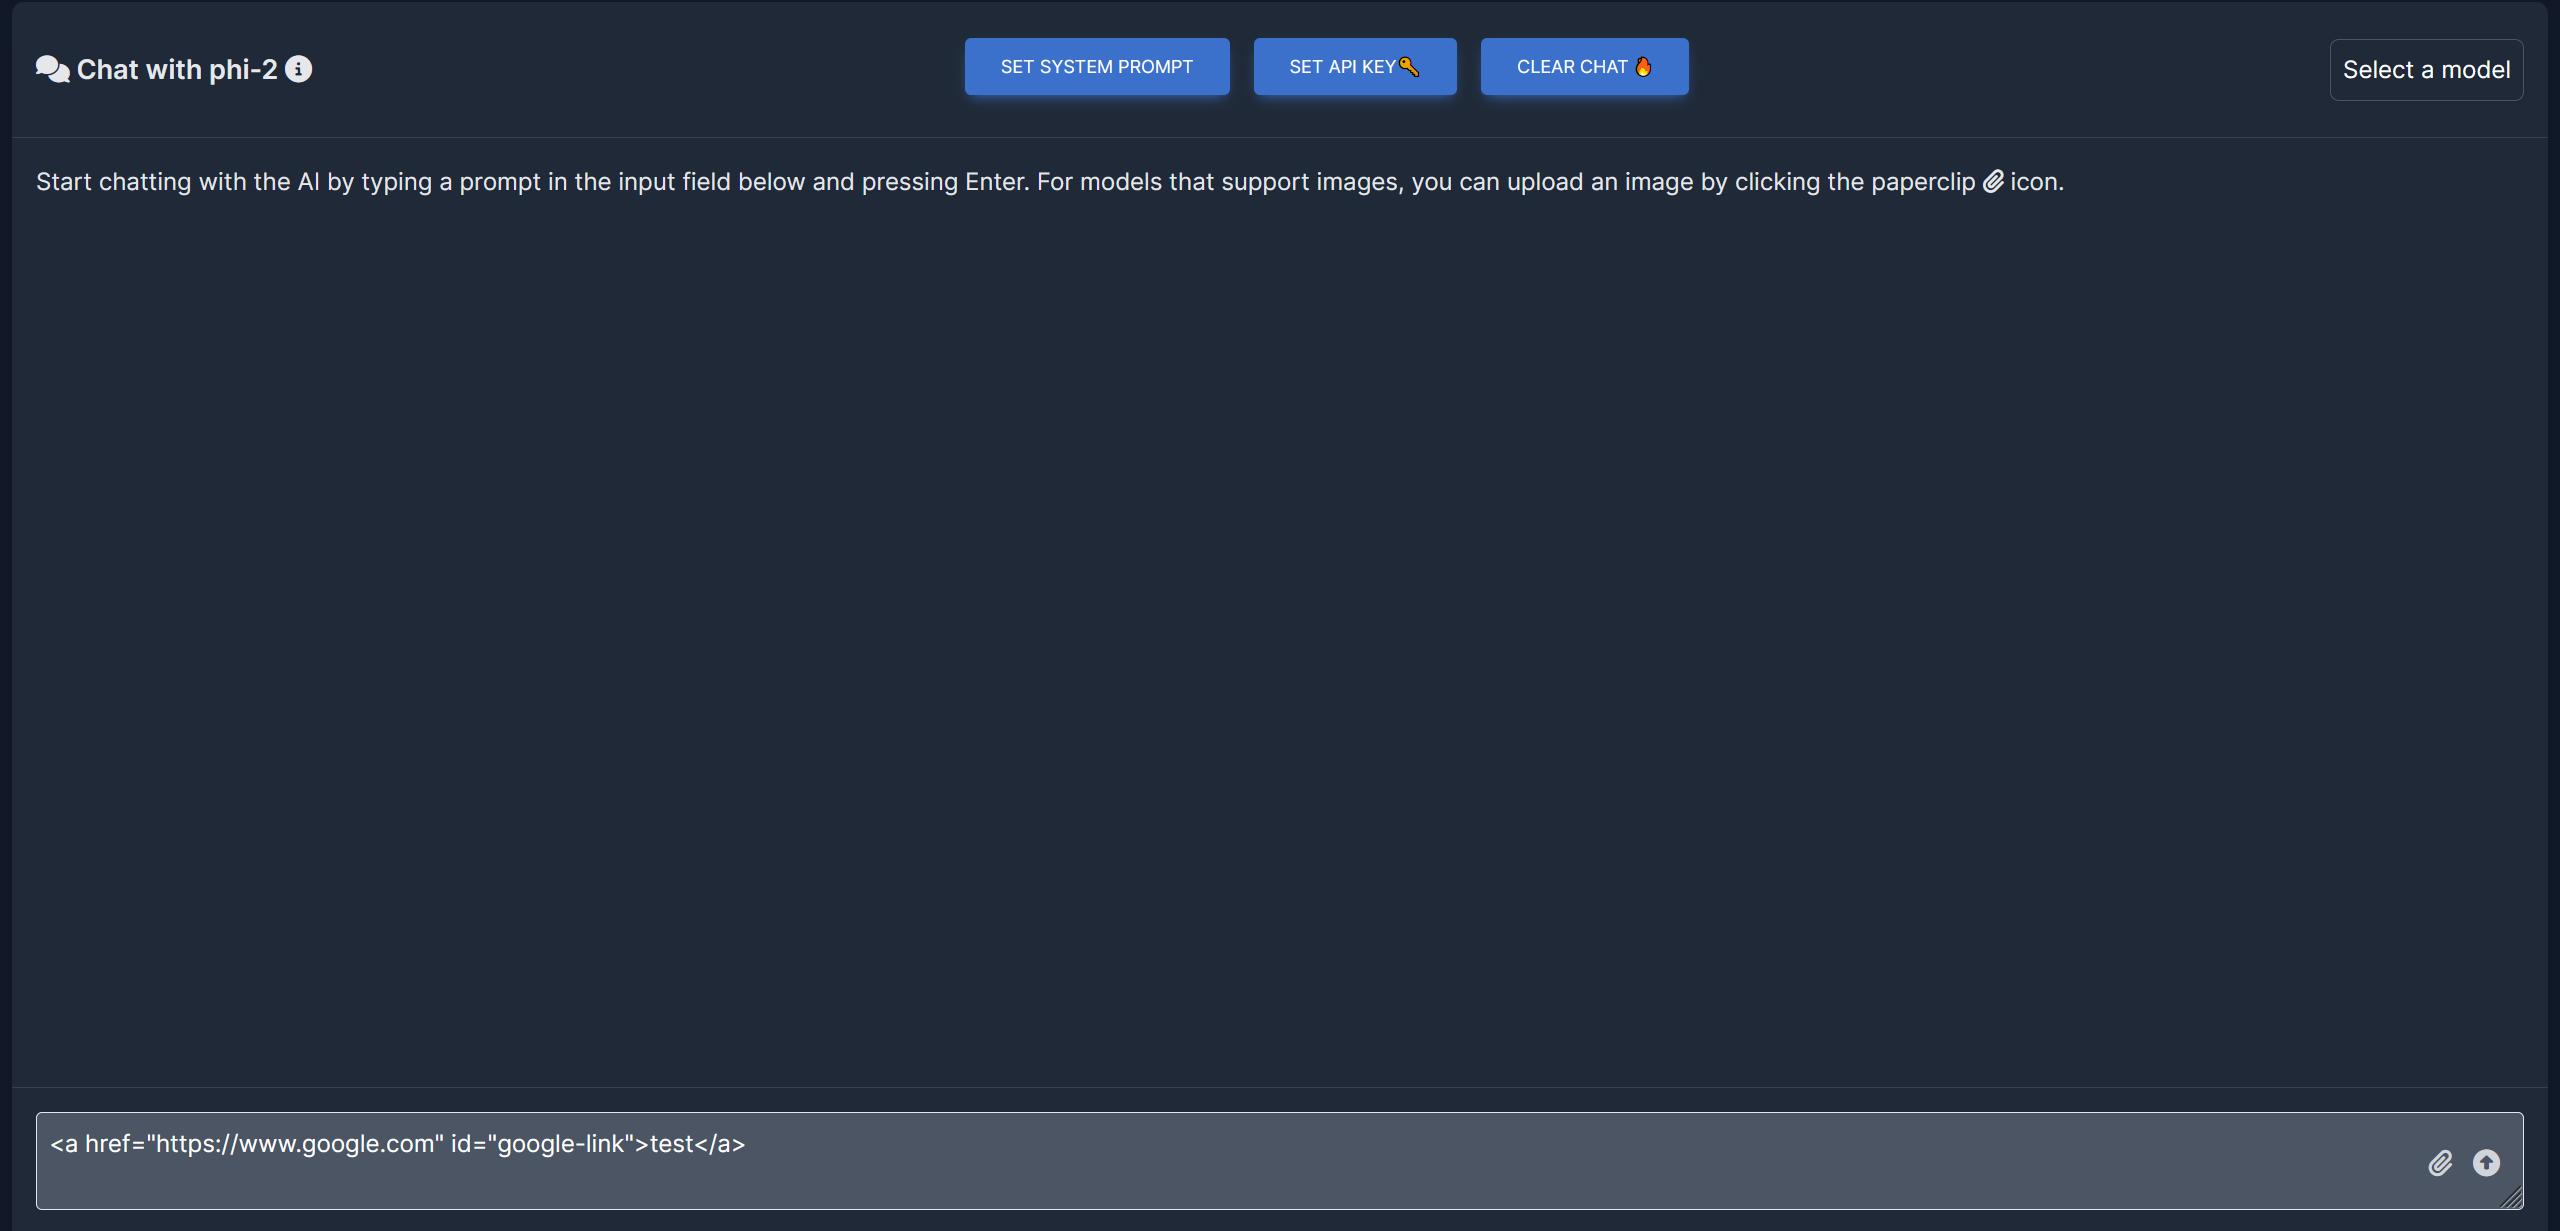 Chat with phi-2
SET SYSTEM PROMPT
SET API KEY
CLEAR CHAT
Select a model
Start chatting with the AI by typing a prompt in the input field below and pressing Enter. For models that support images, you can upload an image by clicking the paperclip icon.
<a href="https://www.google.com" id="google-link">test</a>